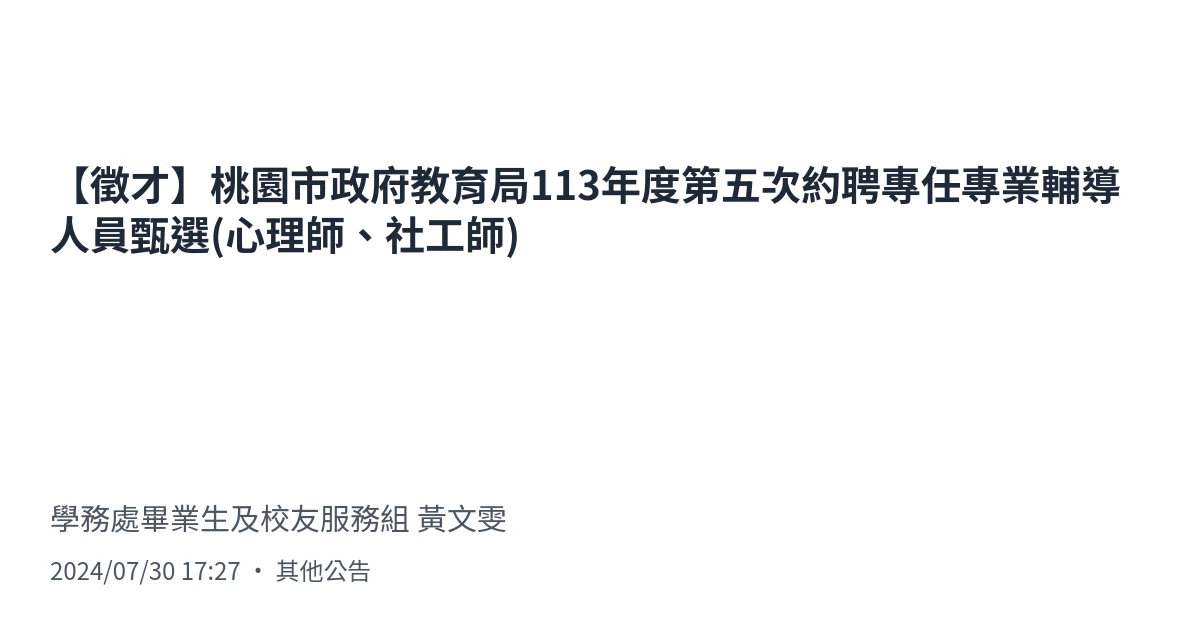 【徵才】桃園市政府教育局113年度第五次約聘專任專業輔導
人員甄選(心理師、社工師)
學務處畢業生及校友服務組 黃文雯
2024/07/30 17:27 • 其他公告